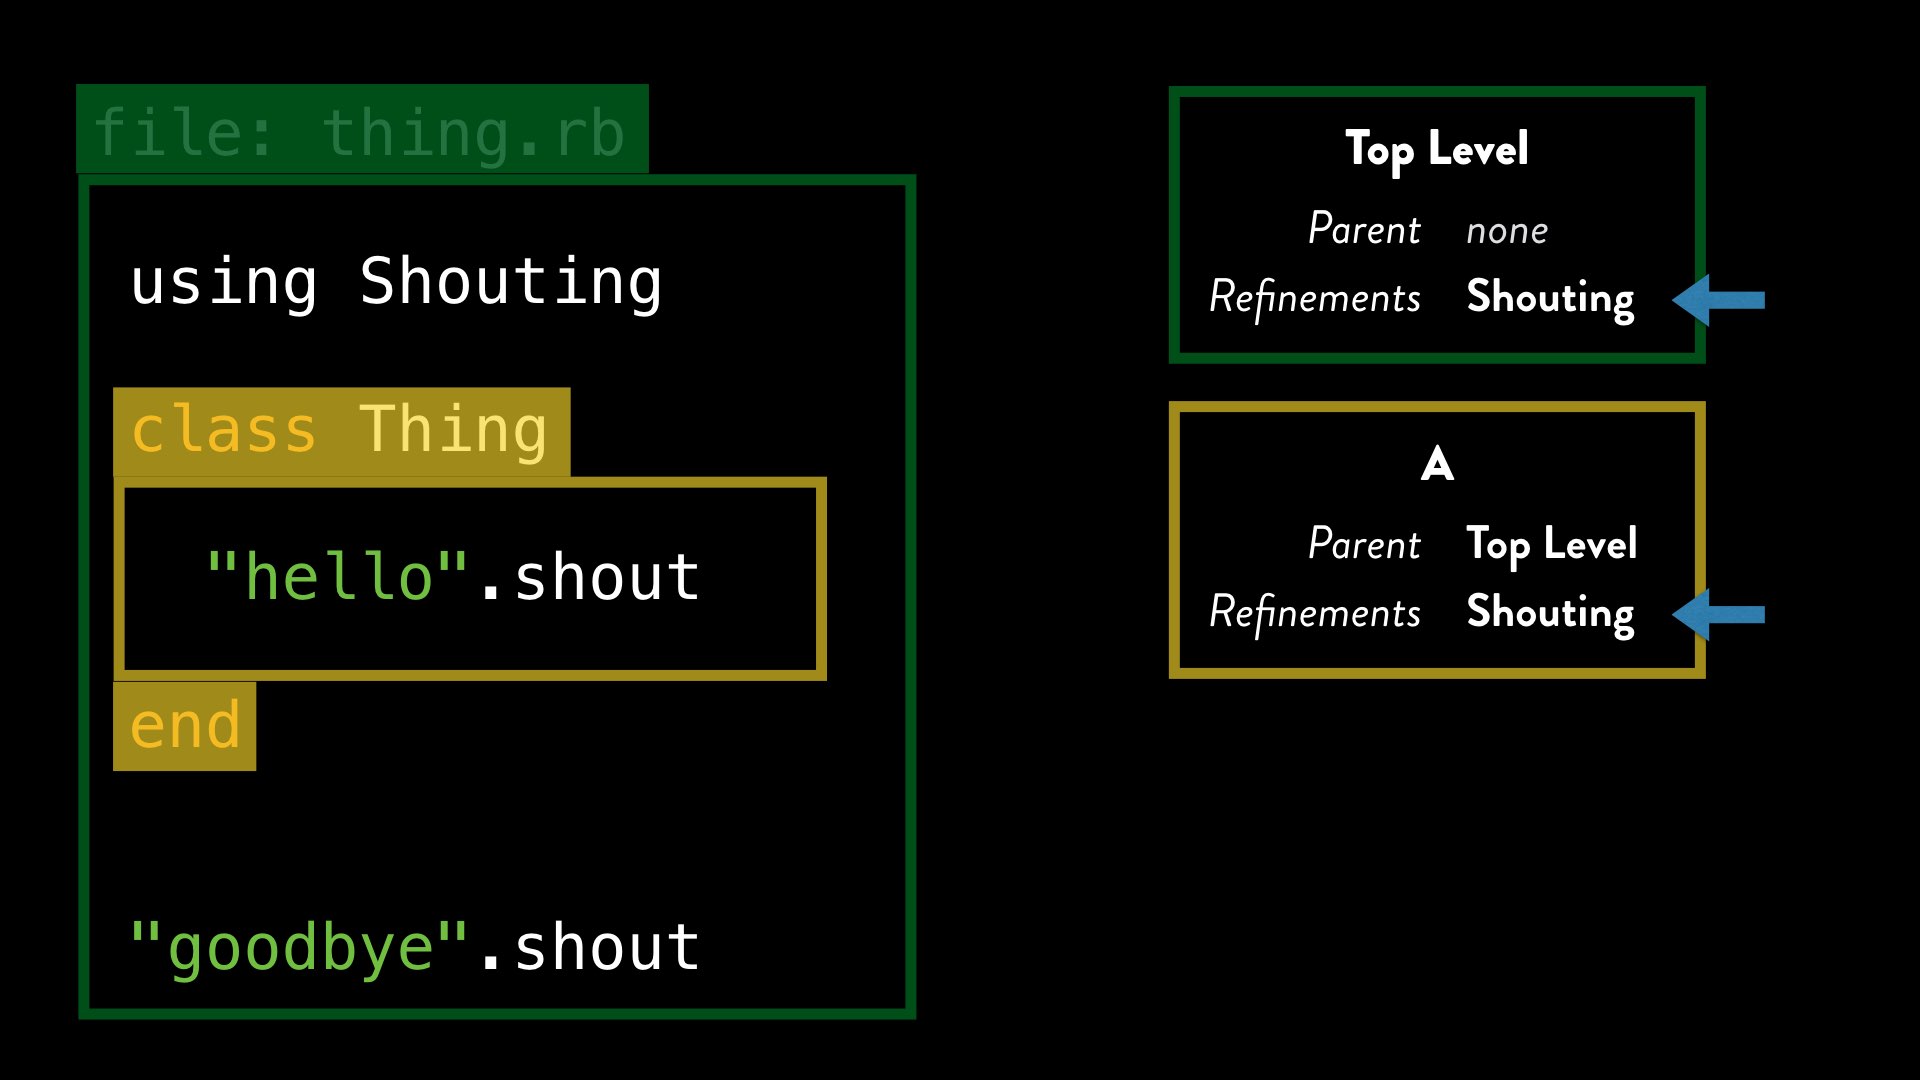 file: thing.rb
using Shouting
class Thing
"hello".shout
end
"goodbye".shout
Top Level
Parent none
Refinements Shouting
A
Parent Top Level
Refinements Shouting